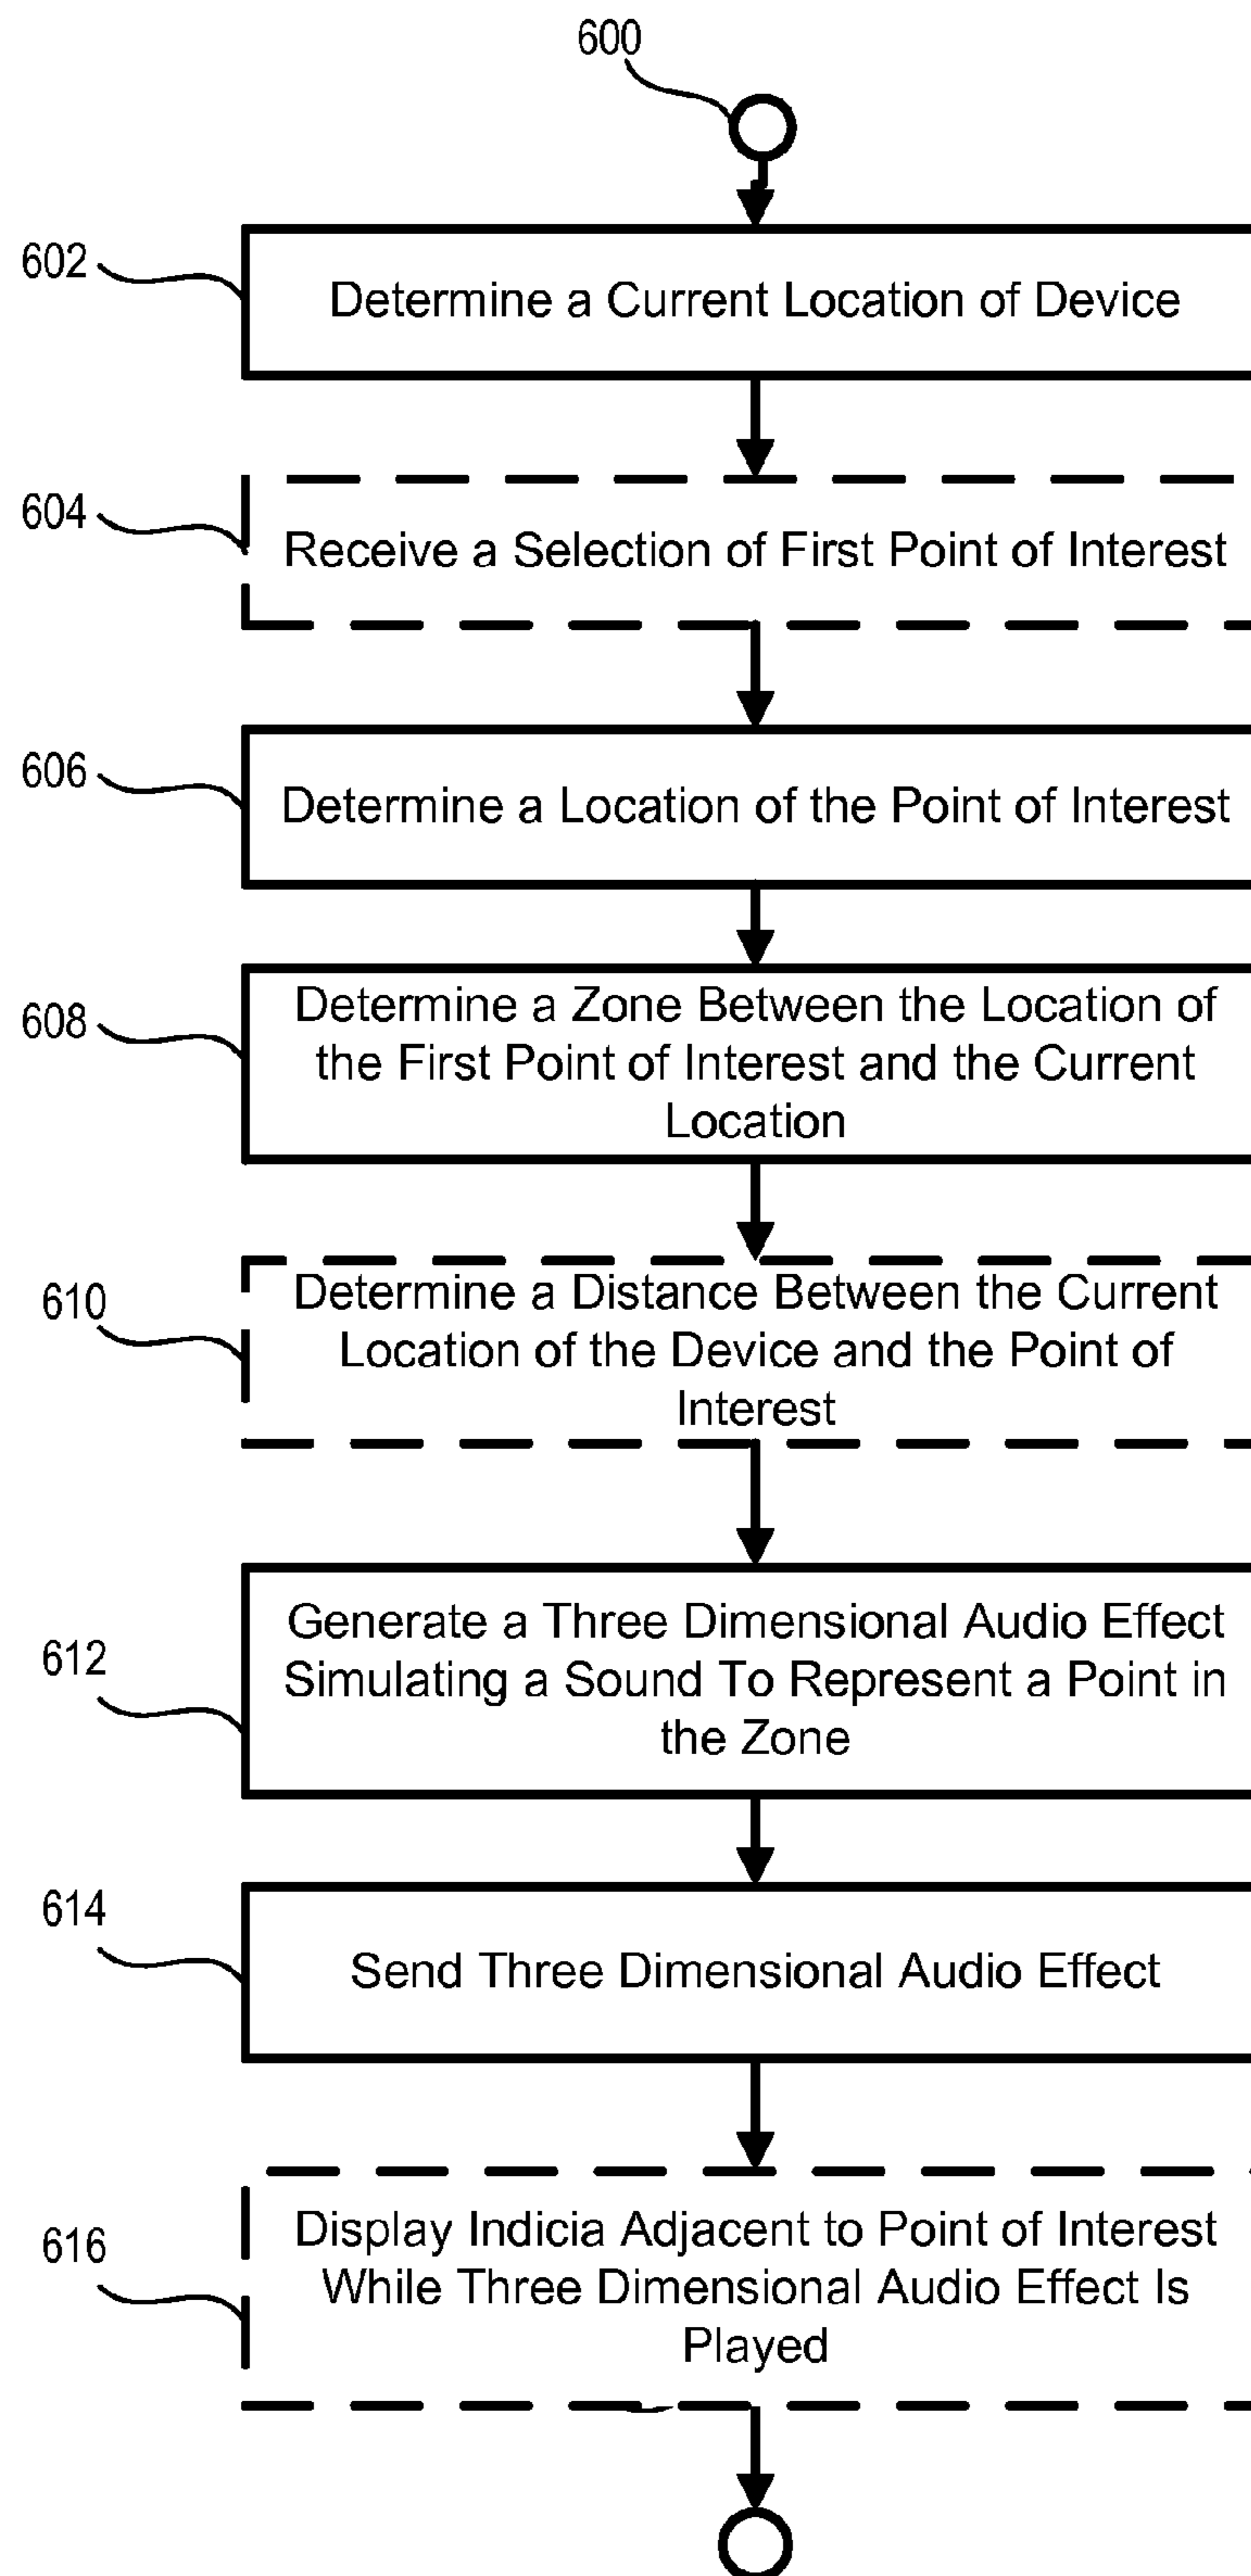 600
602
Determine a Current Location of Device
604
Receive a Selection of First Point of Interest
606
Determine a Location of the Point of Interest
608
Determine a Zone Between the Location of
the First Point of Interest and the Current
Location
610
Determine a Distance Between the Current
Location of the Device and the Point of
Interest
612
Generate a Three Dimensional Audio Effect
Simulating a Sound To Represent a Point in
the Zone
614
Send Three Dimensional Audio Effect
616
Display Indicia Adjacent to Point of Interest
While Three Dimensional Audio Effect Is
Played